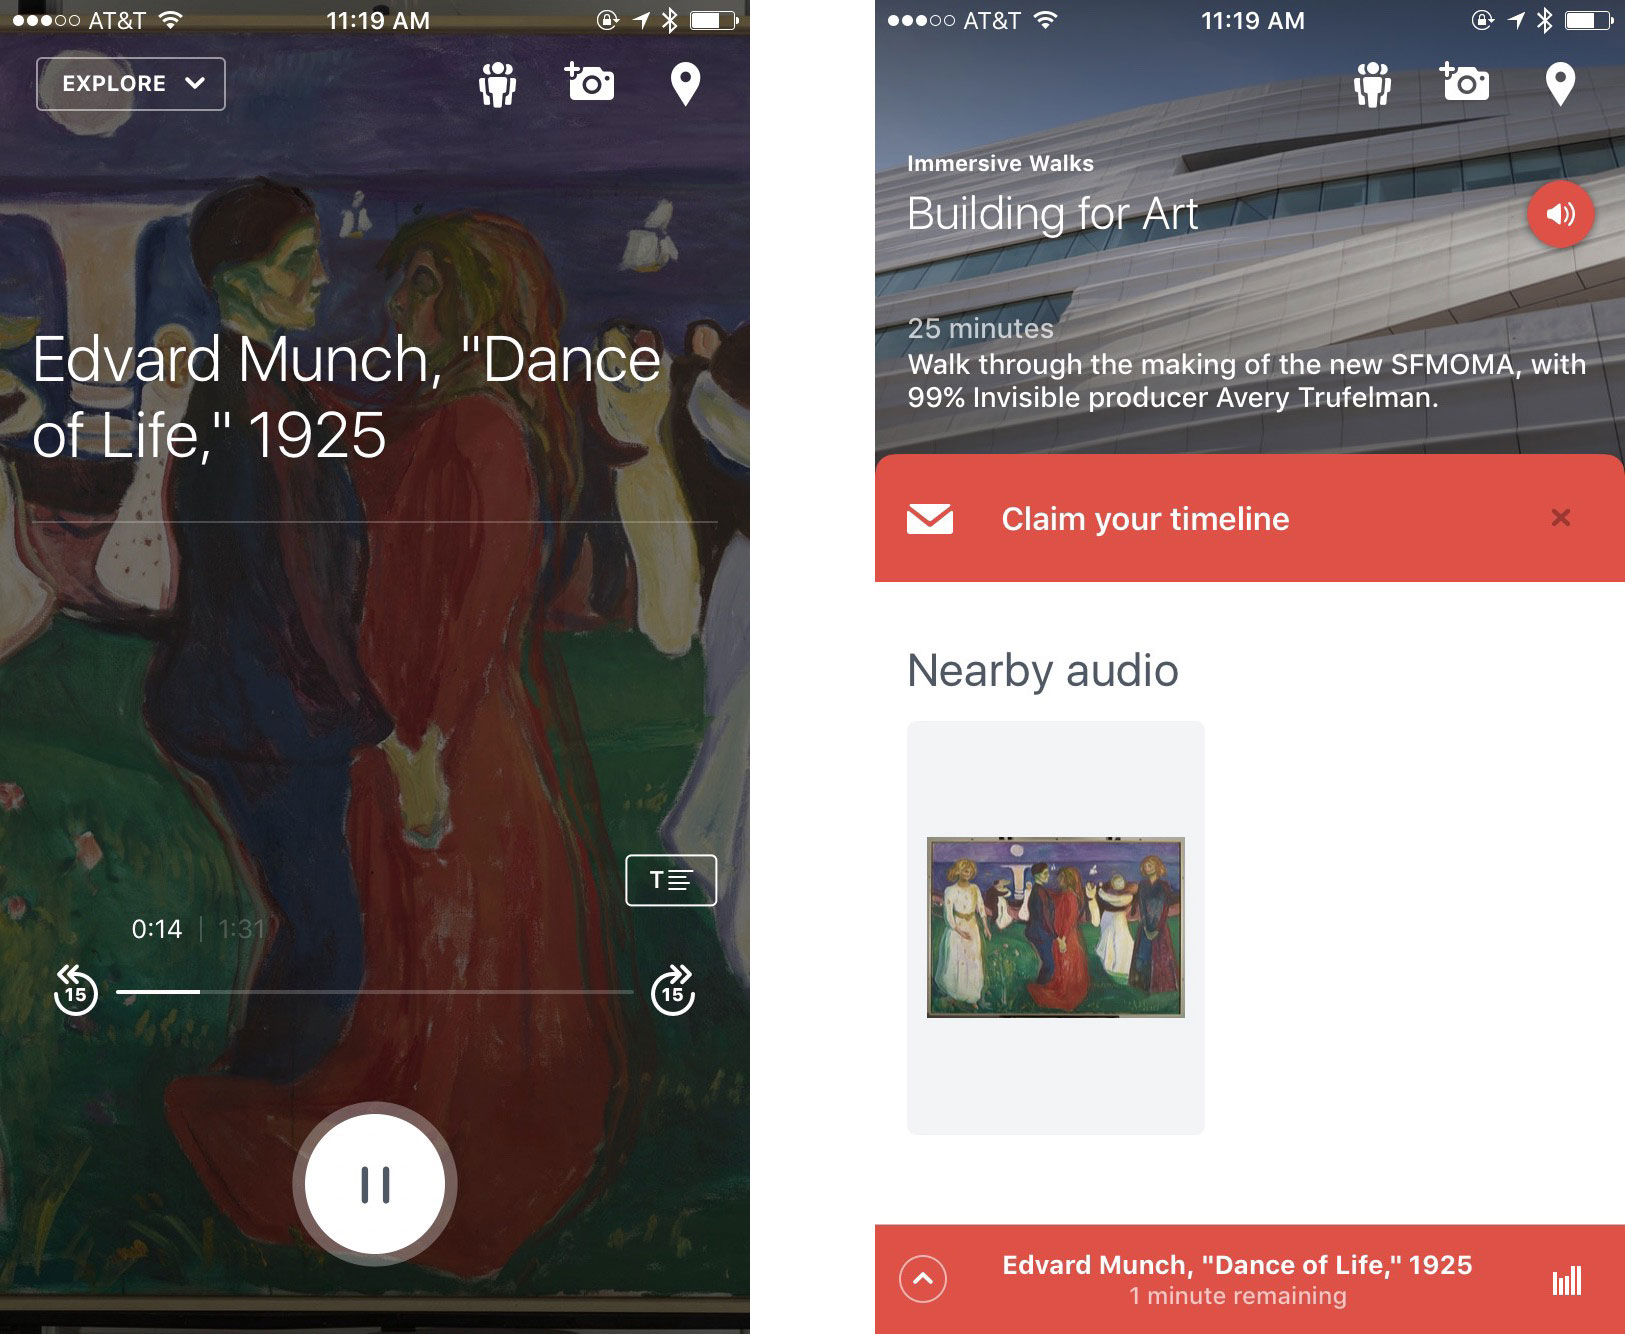 AT&T 11:19 AM
EXPLORE
Edvard Munch, "Dance
of Life," 1925
T
0:14 | 1:31
15
15
AT&T 11:19 AM
Immersive Walks
Building for Art
25 minutes
Walk through the making of the new SFMOMA, with
99% Invisible producer Avery Trufelman.
Claim your timeline
Nearby audio
Edvard Munch, "Dance of Life," 1925
1 minute remaining